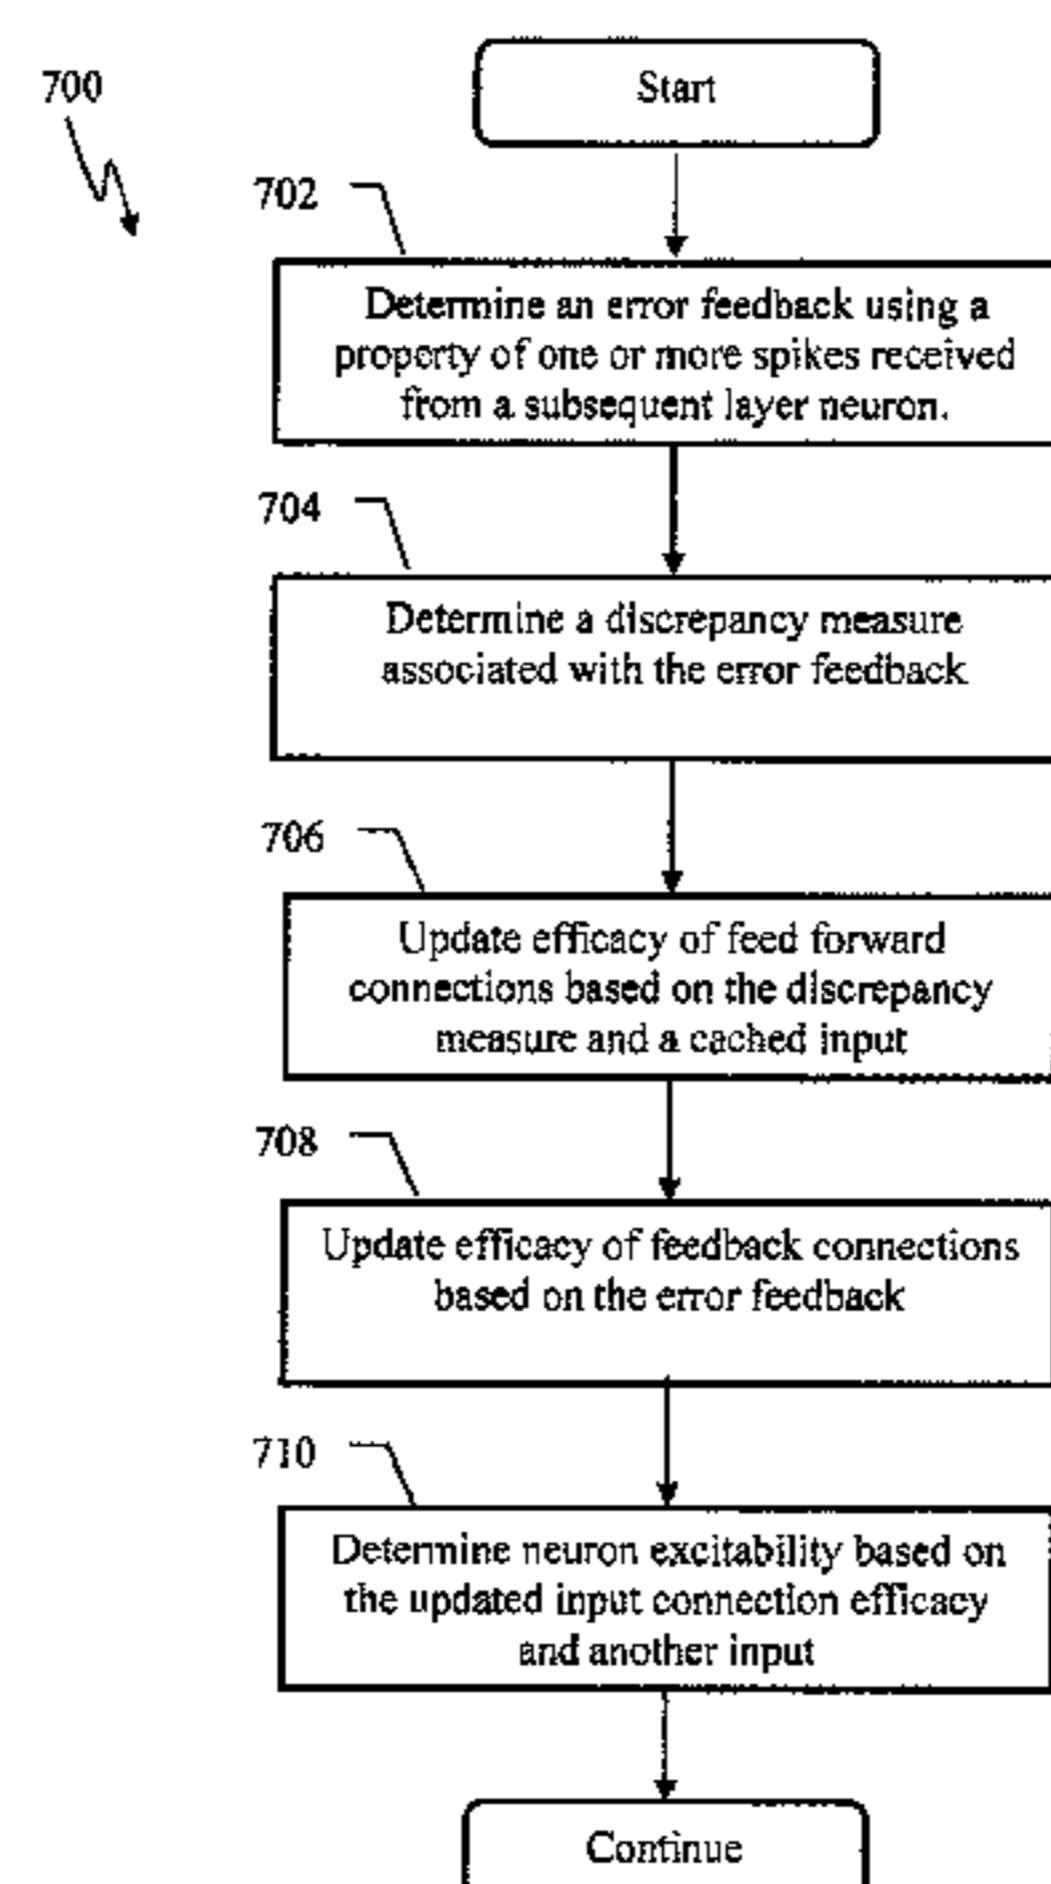 700
Start
702
Determine an error feedback using a
property of one or more spikes received
from a subsequent layer neuron.
704
Determine a discrepancy measure
associated with the error feedback
706
Update efficacy of feed forward
connections based on the discrepancy
measure and a cached input
708
Update efficacy of feedback connections
based on the error feedback
710
Determine neuron excitability based on
the updated input connection efficacy
and another input
Continue